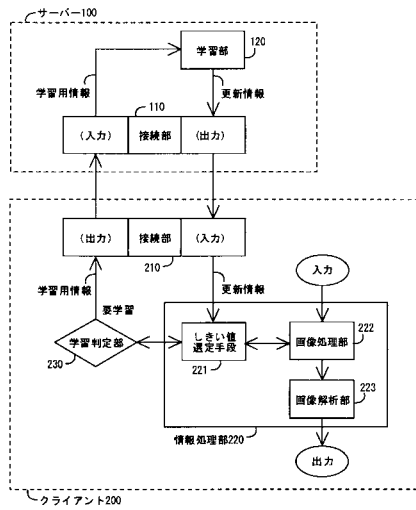 サーバー100
学習部
120
学習用情報
更新情報
110
(入力)
接続部
(出力)
(出力)
接続部
(入力)
210
学習用情報
更新情報
入力
要学習
学習判定部
230
しきい値
選定手段
221
画像処理部
222
画像解析部
223
情報処理部220
出力
クライアント200